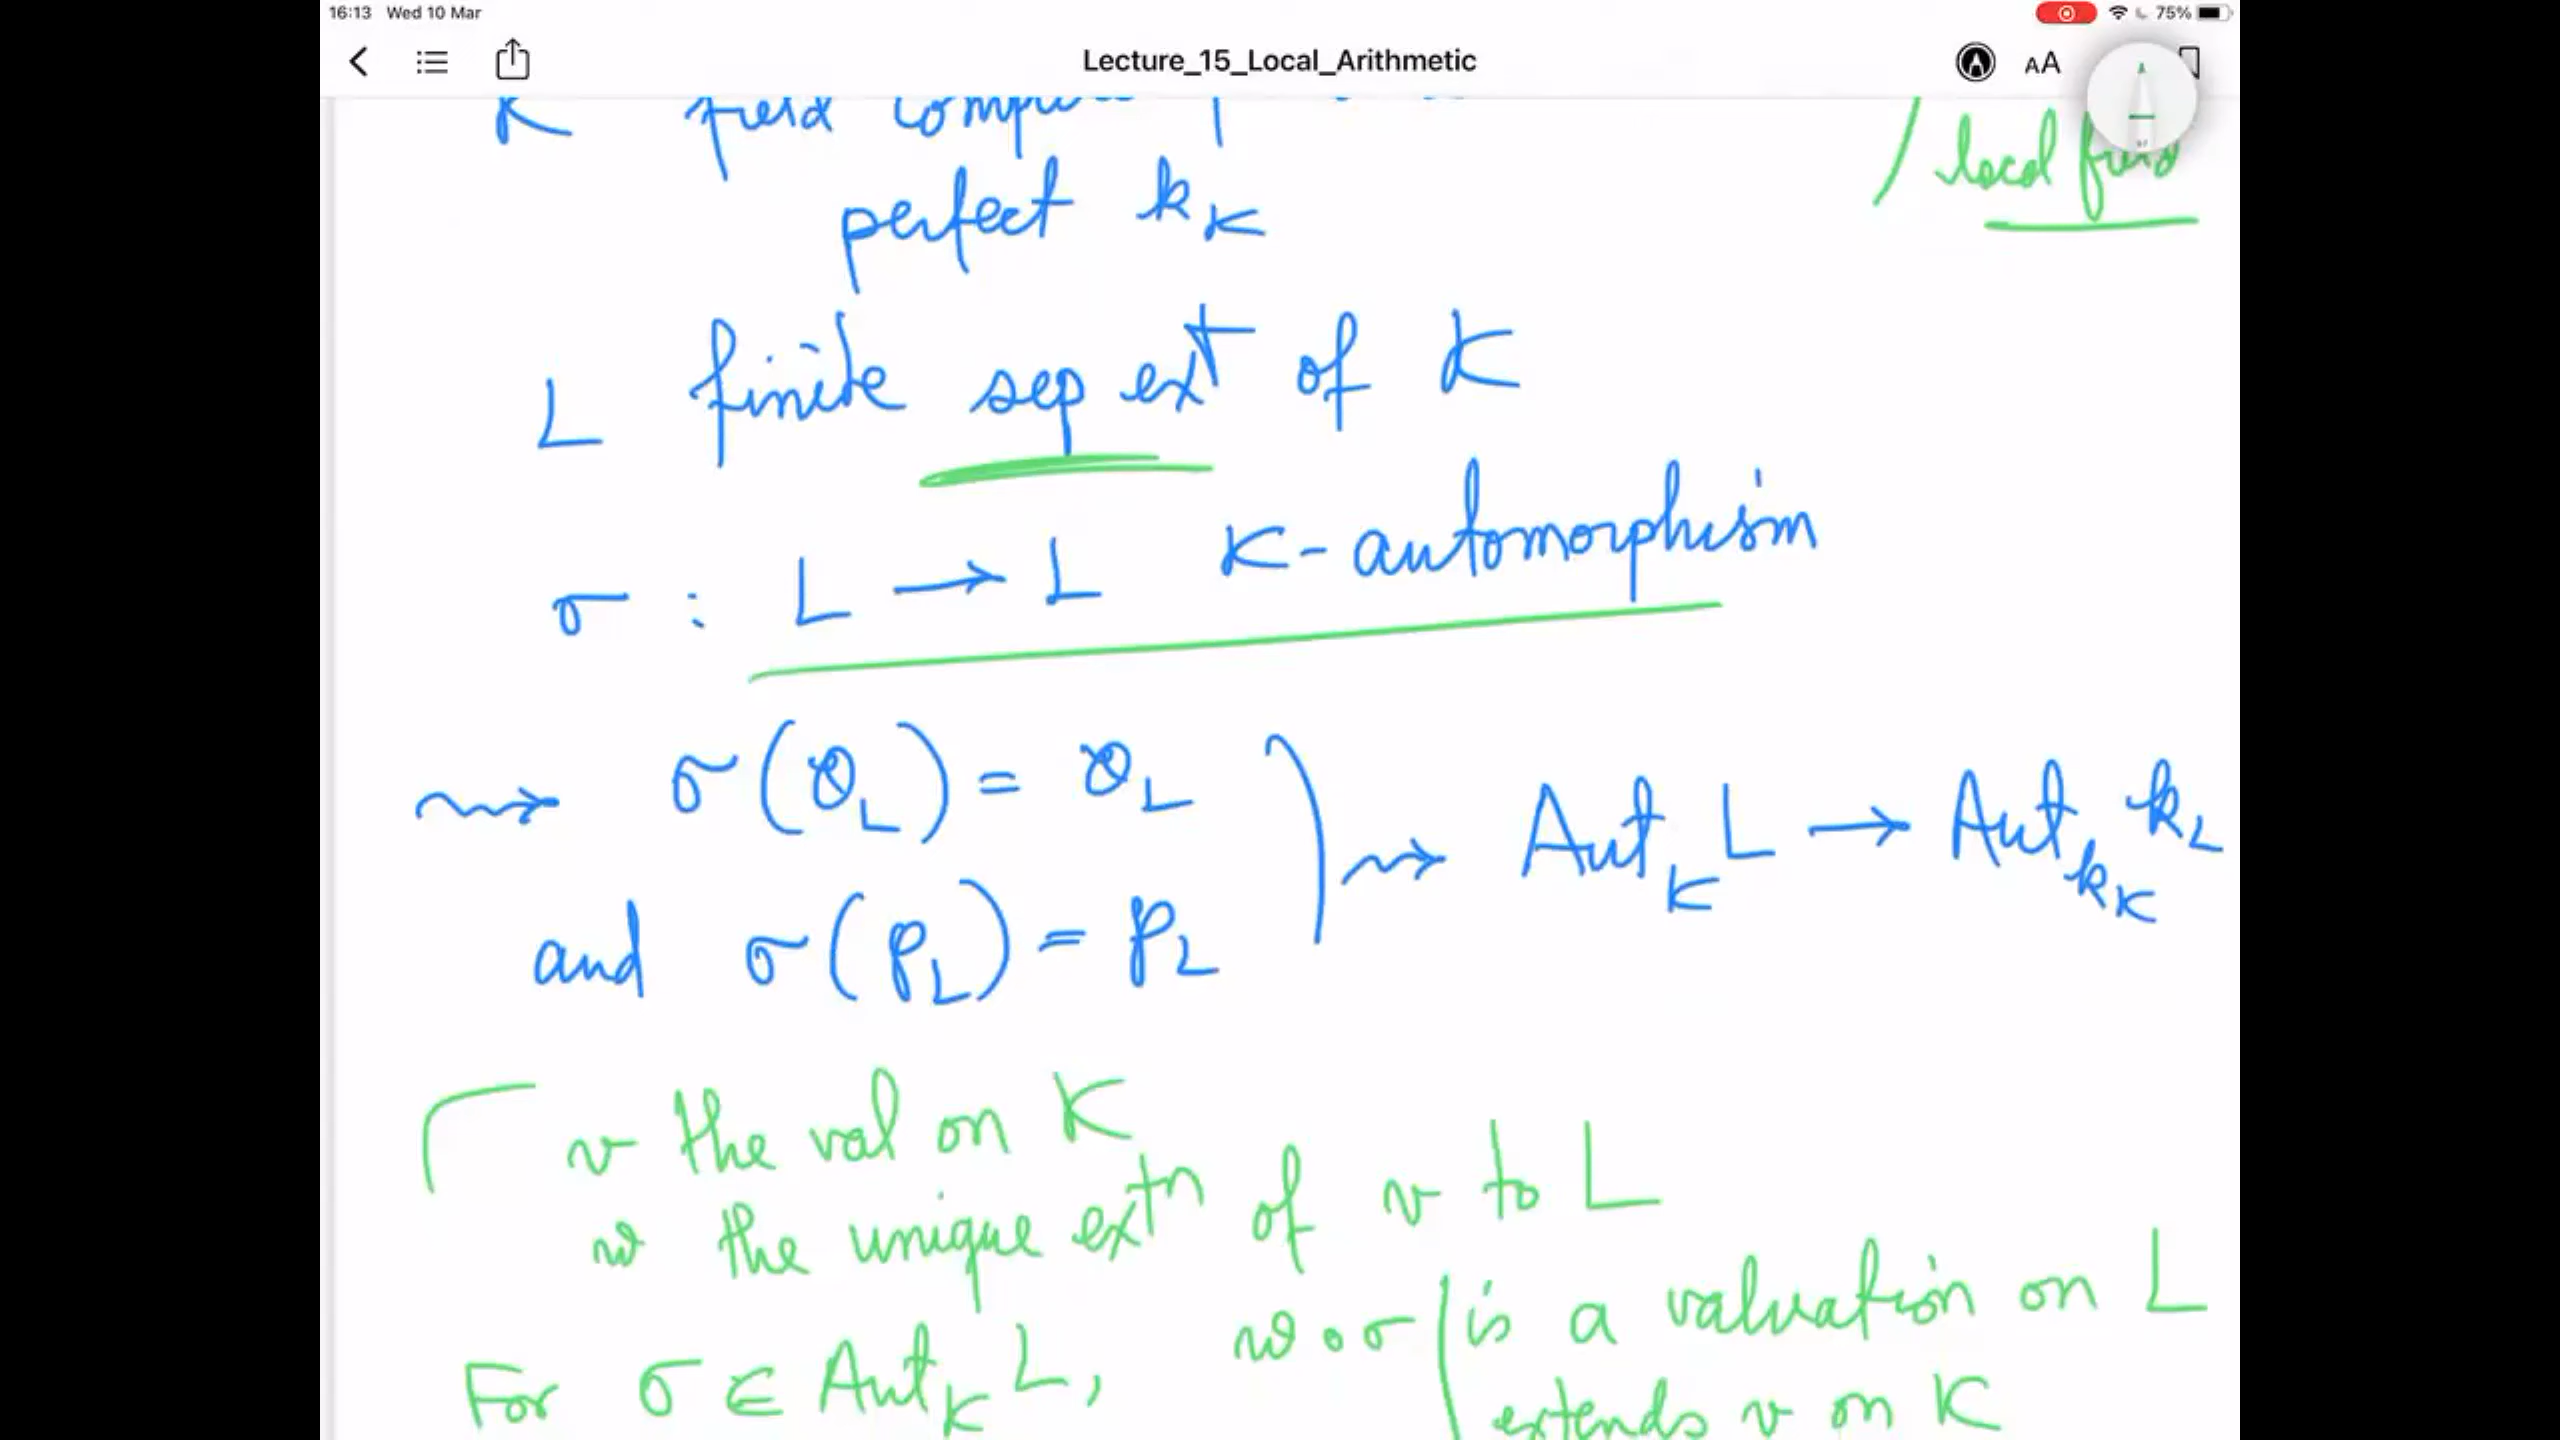 16:13 Wed 10 Mar 75%
Lecture_15_Local_Arithmetic
AA
K field
local field
perfect k_K
L finite sep ext of K
σ : L → L K-automorphism
⇝ σ(O_L) = O_L ⇝ Aut_K L → Aut_{k_K} k_L
and σ(p_L) = p_L
v the val on K
w the unique extn of v to L
For σ ∈ Aut_K L, w∘σ is a valuation on L
extends v on K